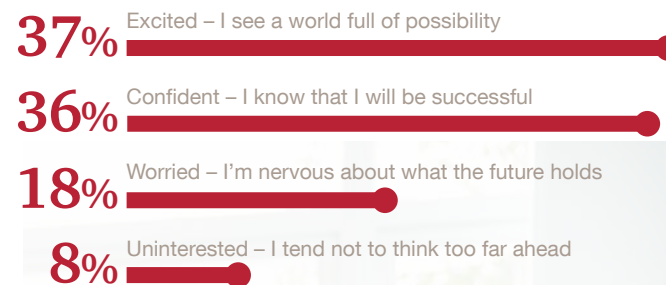 37% Excited – I see a world full of possibility
36% Confident – I know that I will be successful
18% Worried – I’m nervous about what the future holds
8% Uninterested – I tend not to think too far ahead